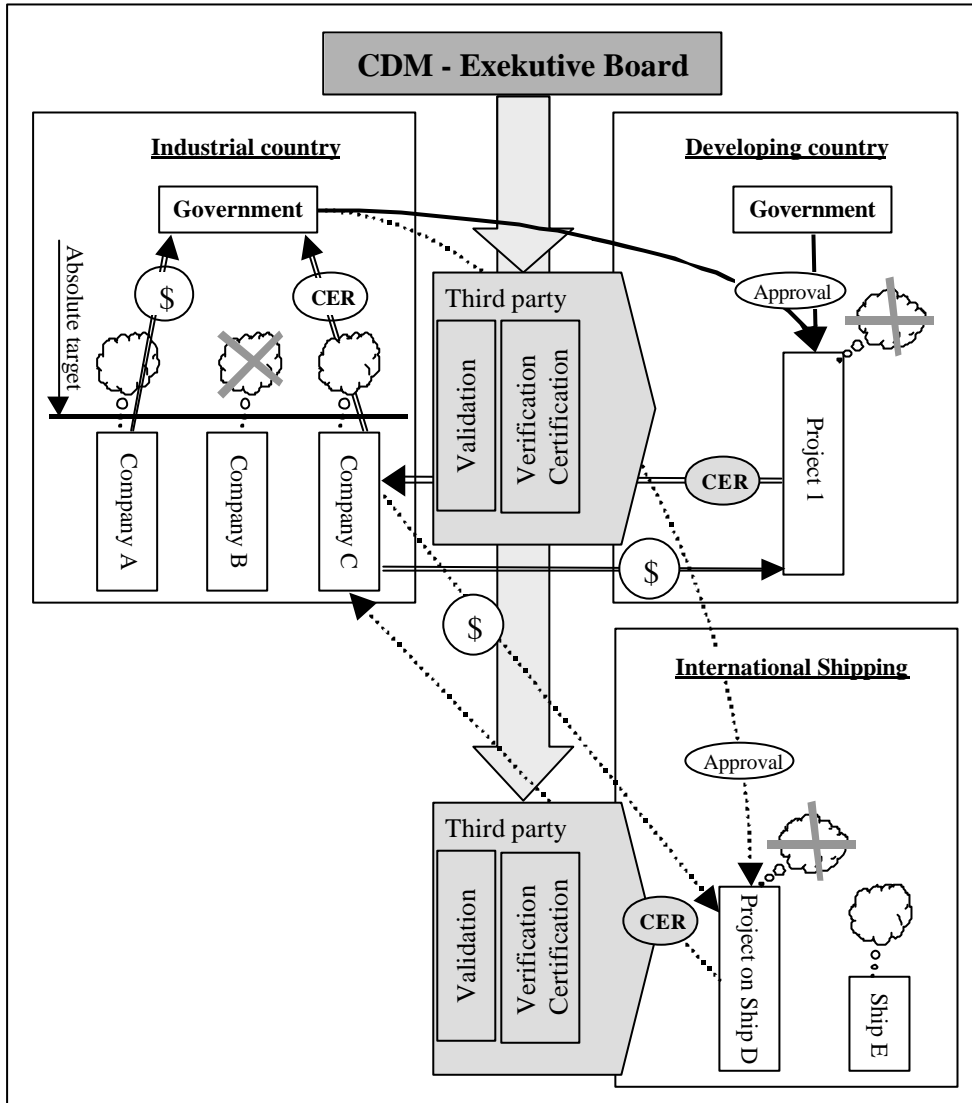 CDM - Exekutive Board
Industrial country
Government
Absolute target
$
CER
Company A
Company B
Company C
Third party
Validation
Verification
Certification
Developing country
Government
Approval
Project 1
CER
$
$
International Shipping
Approval
Third party
Validation
Verification
Certification
CER
Project on
Ship D
Ship E